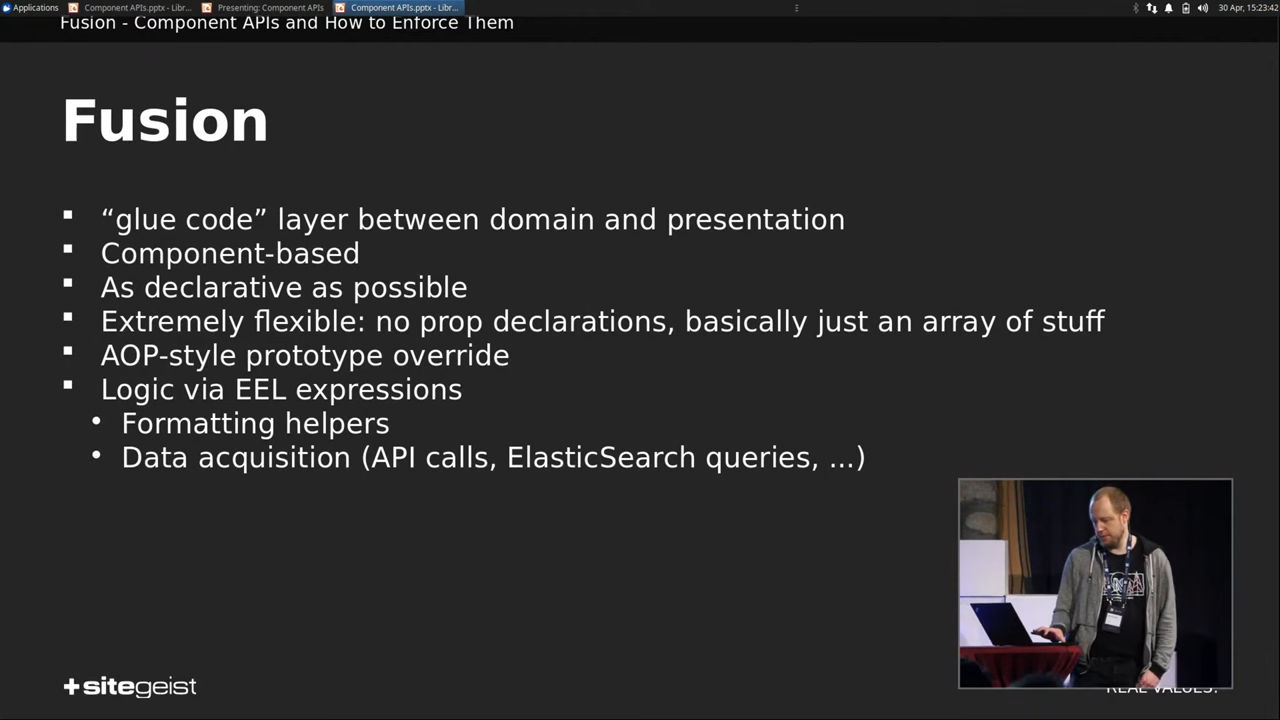 Applications
Component APIs.pptx - Libr...
Presenting: Component APIs
Component APIs.pptx - Libr...
30 Apr, 15:23:42
Fusion - Component APIs and How to Enforce Them
Fusion
“glue code” layer between domain and presentation
Component-based
As declarative as possible
Extremely flexible: no prop declarations, basically just an array of stuff
AOP-style prototype override
Logic via EEL expressions
Formatting helpers
Data acquisition (API calls, ElasticSearch queries, ...)
+sitegeist
REAL VALUES.